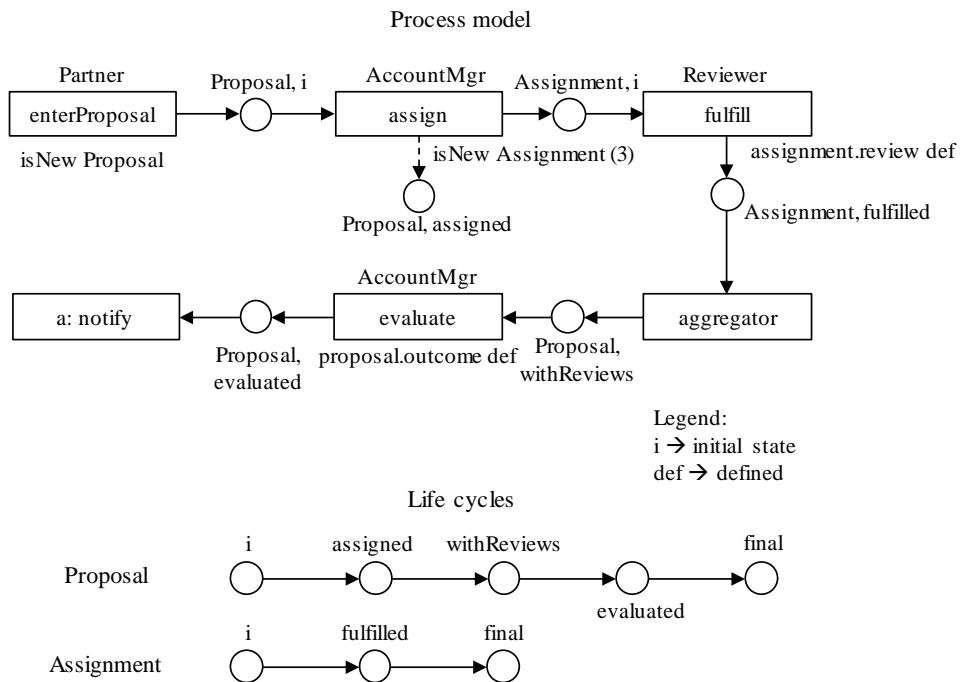 Process model
Partner
Proposal, i
AccountMgr
Assignment, i
Reviewer
enterProposal
assign
fulfill
isNew Proposal
isNew Assignment (3)
assignment.review def
Proposal, assigned
Assignment, fulfilled
AccountMgr
a: notify
evaluate
aggregator
Proposal,
evaluated
proposal.outcome def
Proposal,
withReviews
Legend:
i → initial state
def → defined
Life cycles
i
assigned
withReviews
final
Proposal
evaluated
i
fulfilled
final
Assignment